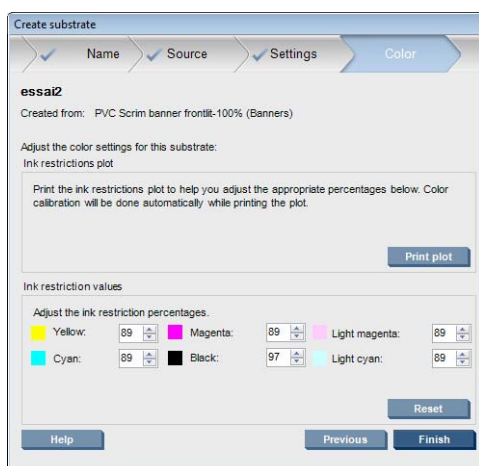 Create substrate
Name Source Settings Color
essai2
Created from: PVC Scrim banner frontlit-100% (Banners)
Adjust the color settings for this substrate:
Ink restrictions plot
Print the ink restrictions plot to help you adjust the appropriate percentages below. Color
calibration will be done automatically while printing the plot.
Print plot
Ink restriction values
Adjust the ink restriction percentages.
Yellow: 89 Magenta: 89 Light magenta: 89
Cyan: 89 Black: 97 Light cyan: 89
Reset
Help Previous Finish